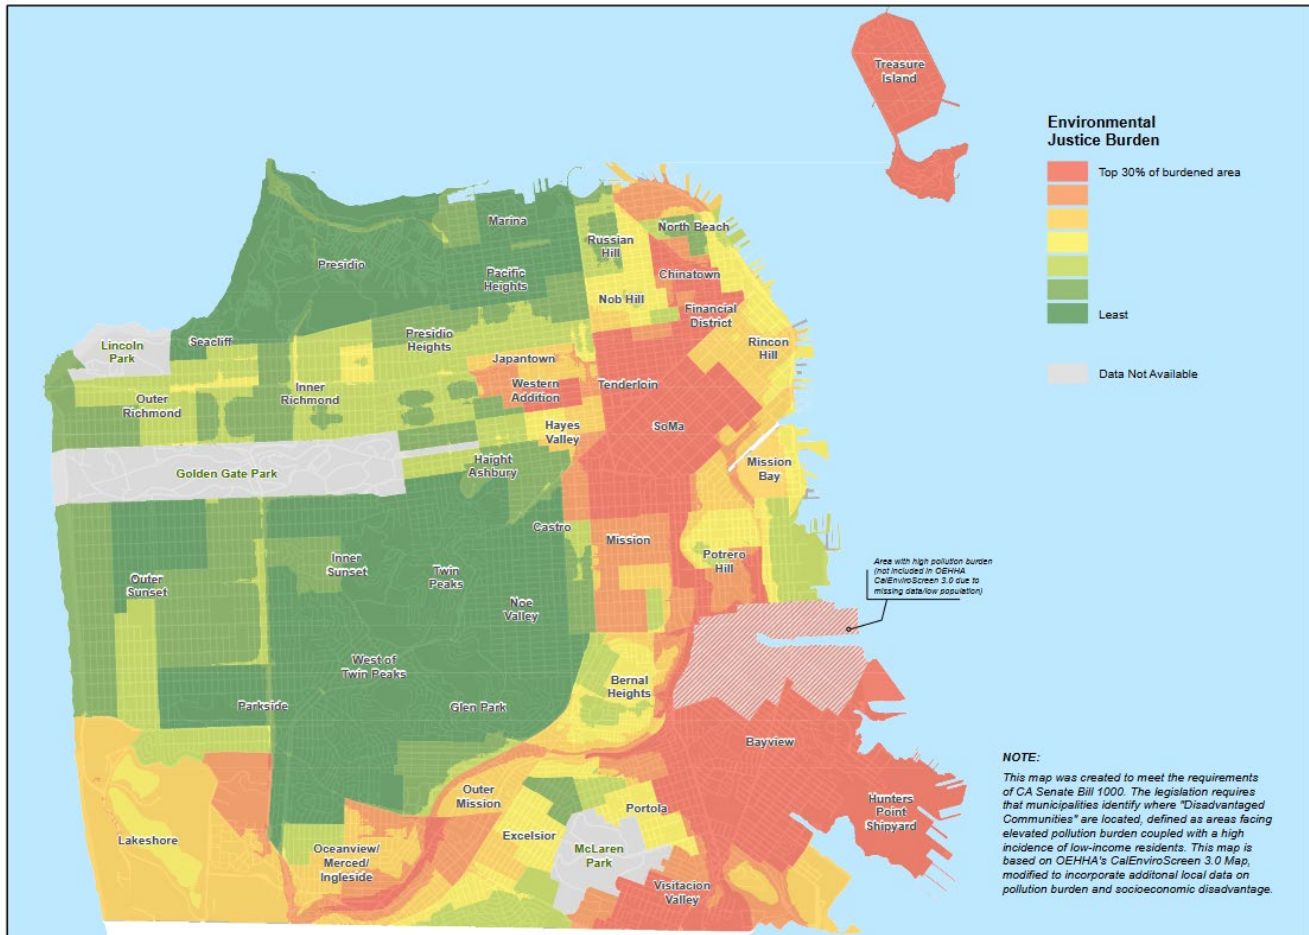 Treasure
Island
Environmental
Justice Burden
Top 30% of burdened area
Least
Data Not Available
Marina
North Beach
Russian
Hill
Presidio
Pacific
Heights
Chinatown
Nob Hill
Financial
District
Lincoln
Park
Seacliff
Presidio
Heights
Rincon
Hill
Japantown
Inner
Richmond
Western
Addition
Tenderloin
Outer
Richmond
Hayes
Valley
SoMa
Golden Gate Park
Haight
Ashbury
Mission
Bay
Castro
Mission
Inner
Sunset
Twin
Peaks
Potrero
Hill
Outer
Sunset
Noe
Valley
Area with high pollution burden
(not included in OEHHA
CalEnviroScreen 3.0 due to
missing data/low population)
West of
Twin Peaks
Bernal
Heights
Parkside
Glen Park
Bayview
Outer
Mission
Hunters
Point
Shipyard
Portola
Excelsior
Lakeshore
Oceanview/
Merced/
Ingleside
McLaren
Park
Visitacion
Valley
NOTE:
This map was created to meet the requirements
of CA Senate Bill 1000. The legislation requires
that municipalities identify where "Disadvantaged
Communities" are located, defined as areas facing
elevated pollution burden coupled with a high
incidence of low-income residents. This map is
based on OEHHA's CalEnviroScreen 3.0 Map,
modified to incorporate additonal local data on
pollution burden and socioeconomic disadvantage.